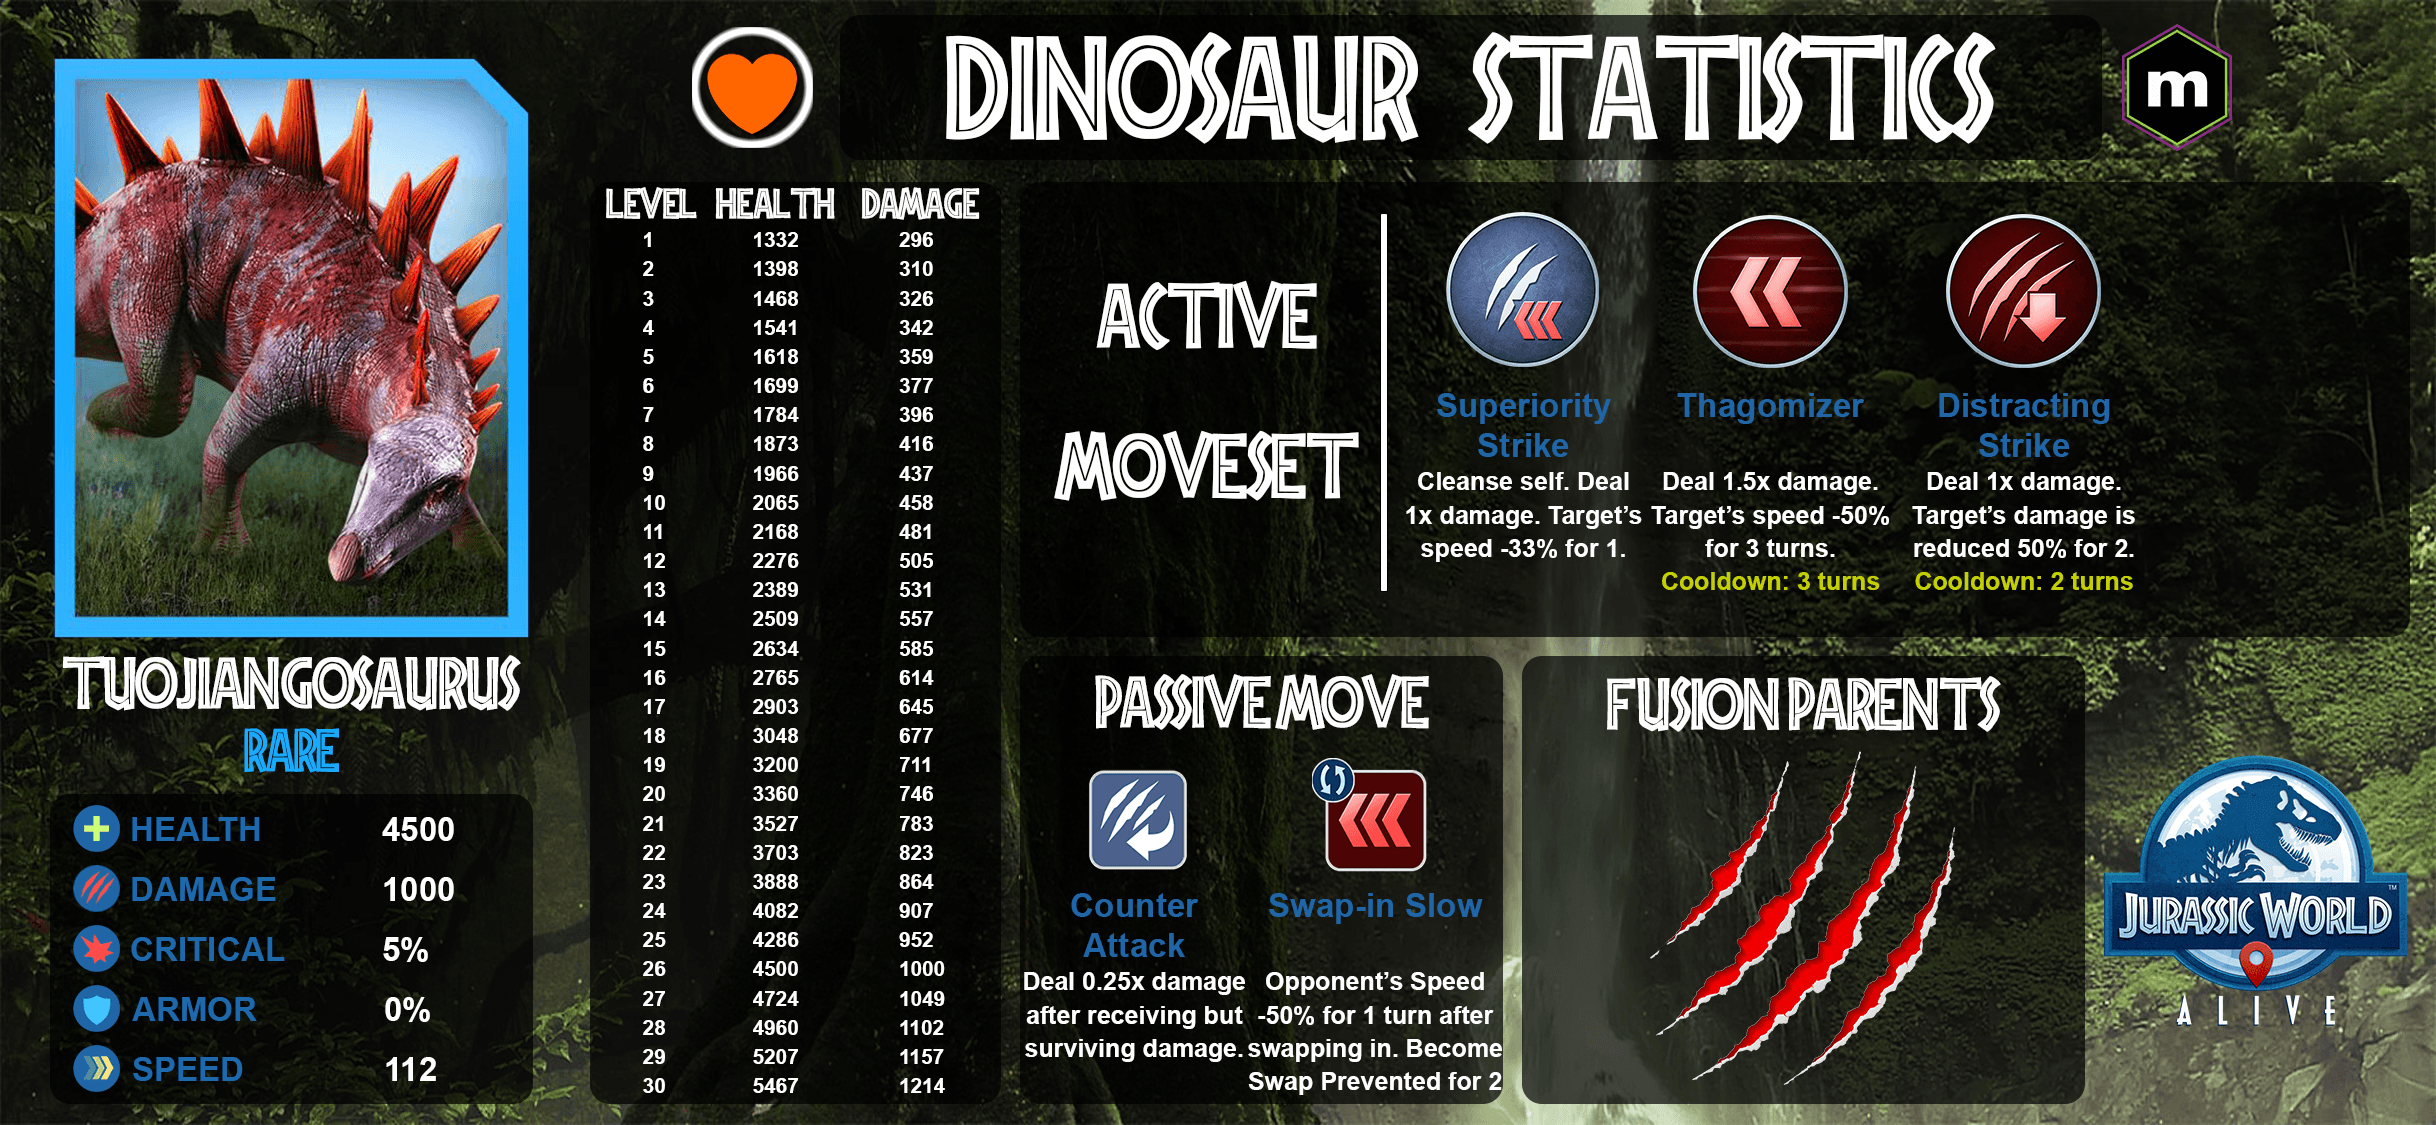 DINOSAUR STATISTICS
m
TUOJIANGOSAURUS
RARE
HEALTH 4500
DAMAGE 1000
CRITICAL 5%
ARMOR 0%
SPEED 112
LEVEL HEALTH DAMAGE
1 1332 296
2 1398 310
3 1468 326
4 1541 342
5 1618 359
6 1699 377
7 1784 396
8 1873 416
9 1966 437
10 2065 458
11 2168 481
12 2276 505
13 2389 531
14 2509 557
15 2634 585
16 2765 614
17 2903 645
18 3048 677
19 3200 711
20 3360 746
21 3527 783
22 3703 823
23 3888 864
24 4082 907
25 4286 952
26 4500 1000
27 4724 1049
28 4960 1102
29 5207 1157
30 5467 1214
ACTIVE
MOVESET
Superiority
Strike
Cleanse self. Deal
1x damage. Target’s
speed -33% for 1.
Thagomizer
Deal 1.5x damage.
Target’s speed -50%
for 3 turns.
Cooldown: 3 turns
Distracting
Strike
Deal 1x damage.
Target’s damage is
reduced 50% for 2.
Cooldown: 2 turns
PASSIVE MOVE
Counter
Attack
Deal 0.25x damage
after receiving but
surviving damage.
Swap-in Slow
Opponent’s Speed
-50% for 1 turn after
swapping in. Become
Swap Prevented for 2
FUSION PARENTS
JURASSIC WORLD™
ALIVE